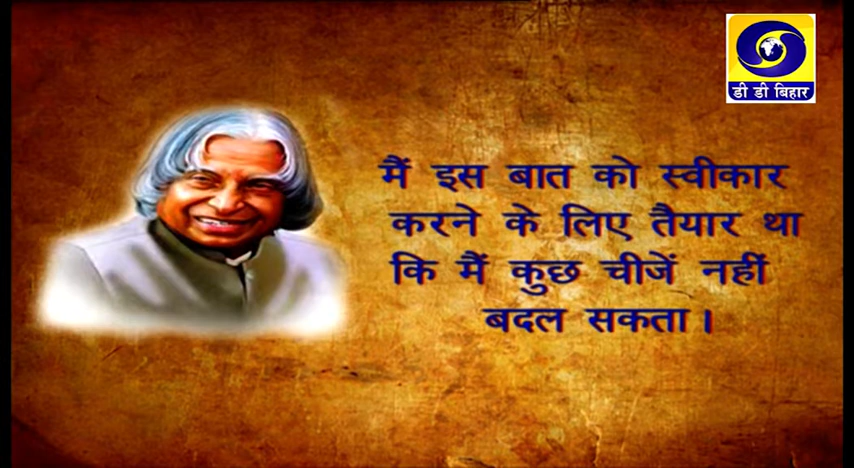 डी डी बिहार
मैं इस बात को स्वीकार
करने के लिए तैयार था
कि मैं कुछ चीजें नहीं
बदल सकता।